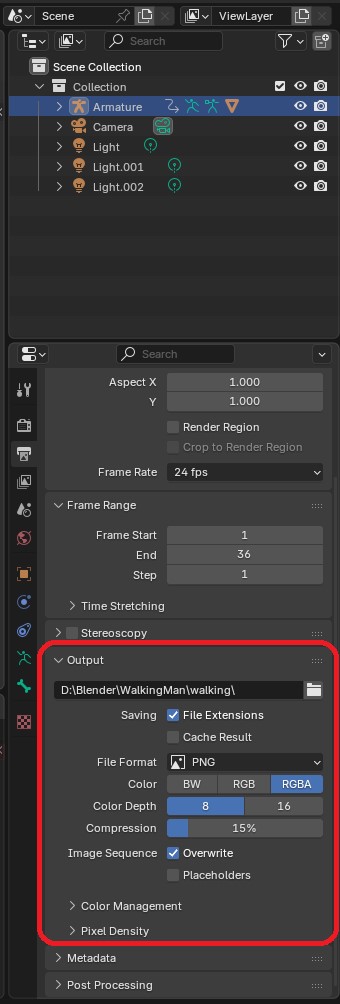 Scene
ViewLayer
Search
Scene Collection
Collection
Armature
Camera
Light
Light.001
Light.002
Search
Aspect X 1.000
Y 1.000
Render Region
Crop to Render Region
Frame Rate 24 fps
Frame Range
Frame Start 1
End 36
Step 1
Time Stretching
Stereoscopy
Output
D:\Blender\WalkingMan\walking\
Saving File Extensions
Cache Result
File Format PNG
Color BW RGB RGBA
Color Depth 8 16
Compression 15%
Image Sequence Overwrite
Placeholders
Color Management
Pixel Density
Metadata
Post Processing